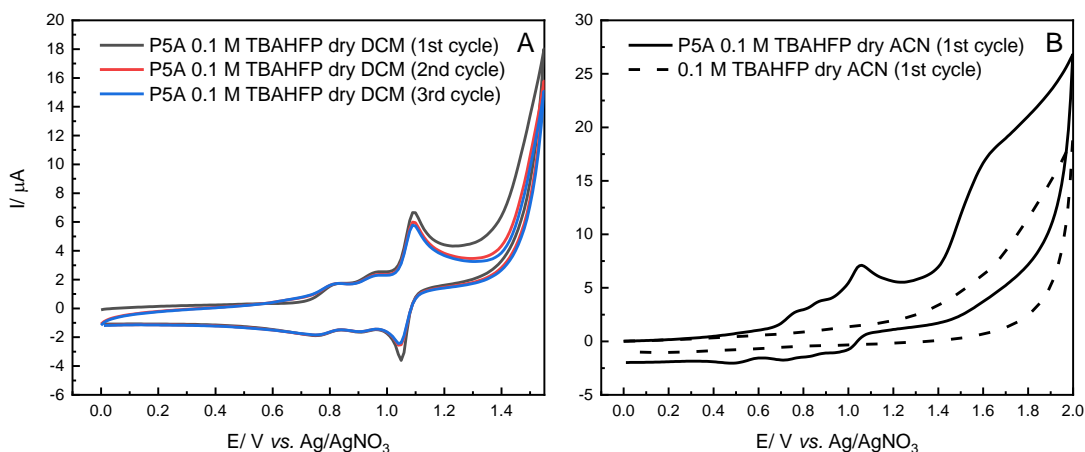 P5A 0.1 M TBAHFP dry DCM (1st cycle)
P5A 0.1 M TBAHFP dry DCM (2nd cycle)
P5A 0.1 M TBAHFP dry DCM (3rd cycle)
A
20
18
16
14
12
10
8
6
4
2
0
-2
-4
-6
I/ μA
0.0 0.2 0.4 0.6 0.8 1.0 1.2 1.4
E/ V vs. Ag/AgNO₃
P5A 0.1 M TBAHFP dry ACN (1st cycle)
0.1 M TBAHFP dry ACN (1st cycle)
B
30
25
20
15
10
5
0
-5
0.0 0.2 0.4 0.6 0.8 1.0 1.2 1.4 1.6 1.8 2.0
E/ V vs. Ag/AgNO₃